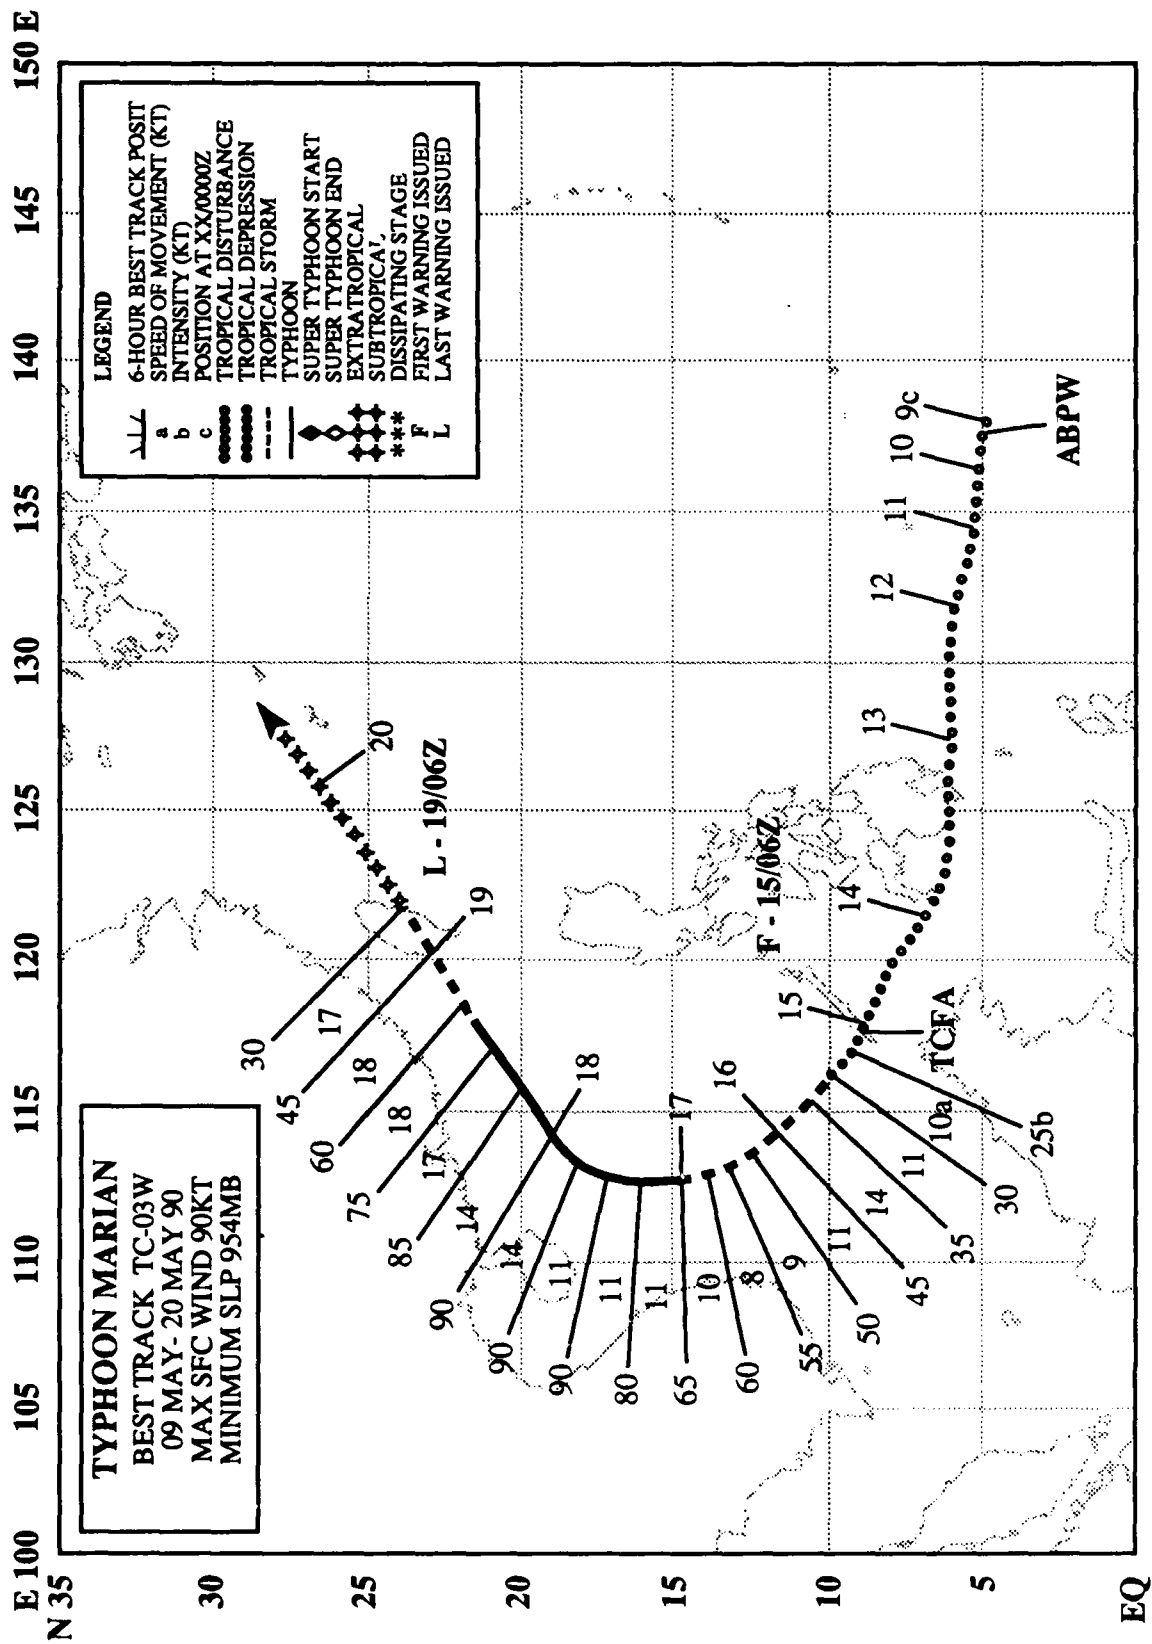 TYPHOON MARIAN
BEST TRACK TC-03W
09 MAY - 20 MAY 90
MAX SFC WIND 90KT
MINIMUM SLP 954MB
LEGEND
6-HOUR BEST TRACK POSIT
a SPEED OF MOVEMENT (KT)
b INTENSITY (KT)
c POSITION AT XX/0000Z
TROPICAL DISTURBANCE
TROPICAL DEPRESSION
TROPICAL STORM
TYPHOON
SUPER TYPHOON START
SUPER TYPHOON END
EXTRATROPICAL
SUBTROPICAL
*** DISSIPATING STAGE
F FIRST WARNING ISSUED
L LAST WARNING ISSUED
N 35
30
25
20
15
10
5
EQ
E 100
105
110
115
120
125
130
135
140
145
150 E
30
45
60
75
85
90
90
90
80
65
60
55
50
45
35
30
25b
17
18
18
17
14
14
11
11
11
10
8
9
11
14
11
10a
20
L - 19/06Z
19
18
17
16
F - 15/06Z
15
TCFA
14
13
12
11
10
9c
ABPW